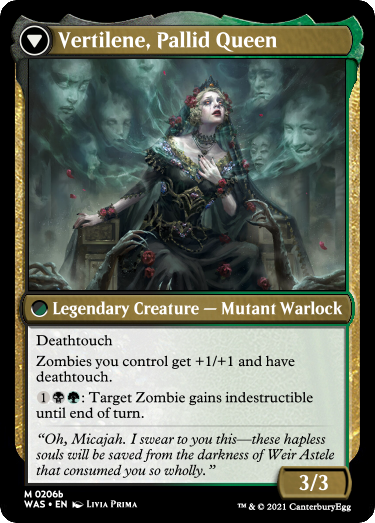 Vertilene, Pallid Queen
Legendary Creature — Mutant Warlock
Deathtouch
Zombies you control get +1/+1 and have
deathtouch.
1: Target Zombie gains indestructible
until end of turn.
“Oh, Micajah. I swear to you this—these hapless
souls will be saved from the darkness of Weir Astele
that consumed you so wholly.”
3/3
M 0206b
WAS • EN Livia Prima
™ & © 2021 CanterburyEgg